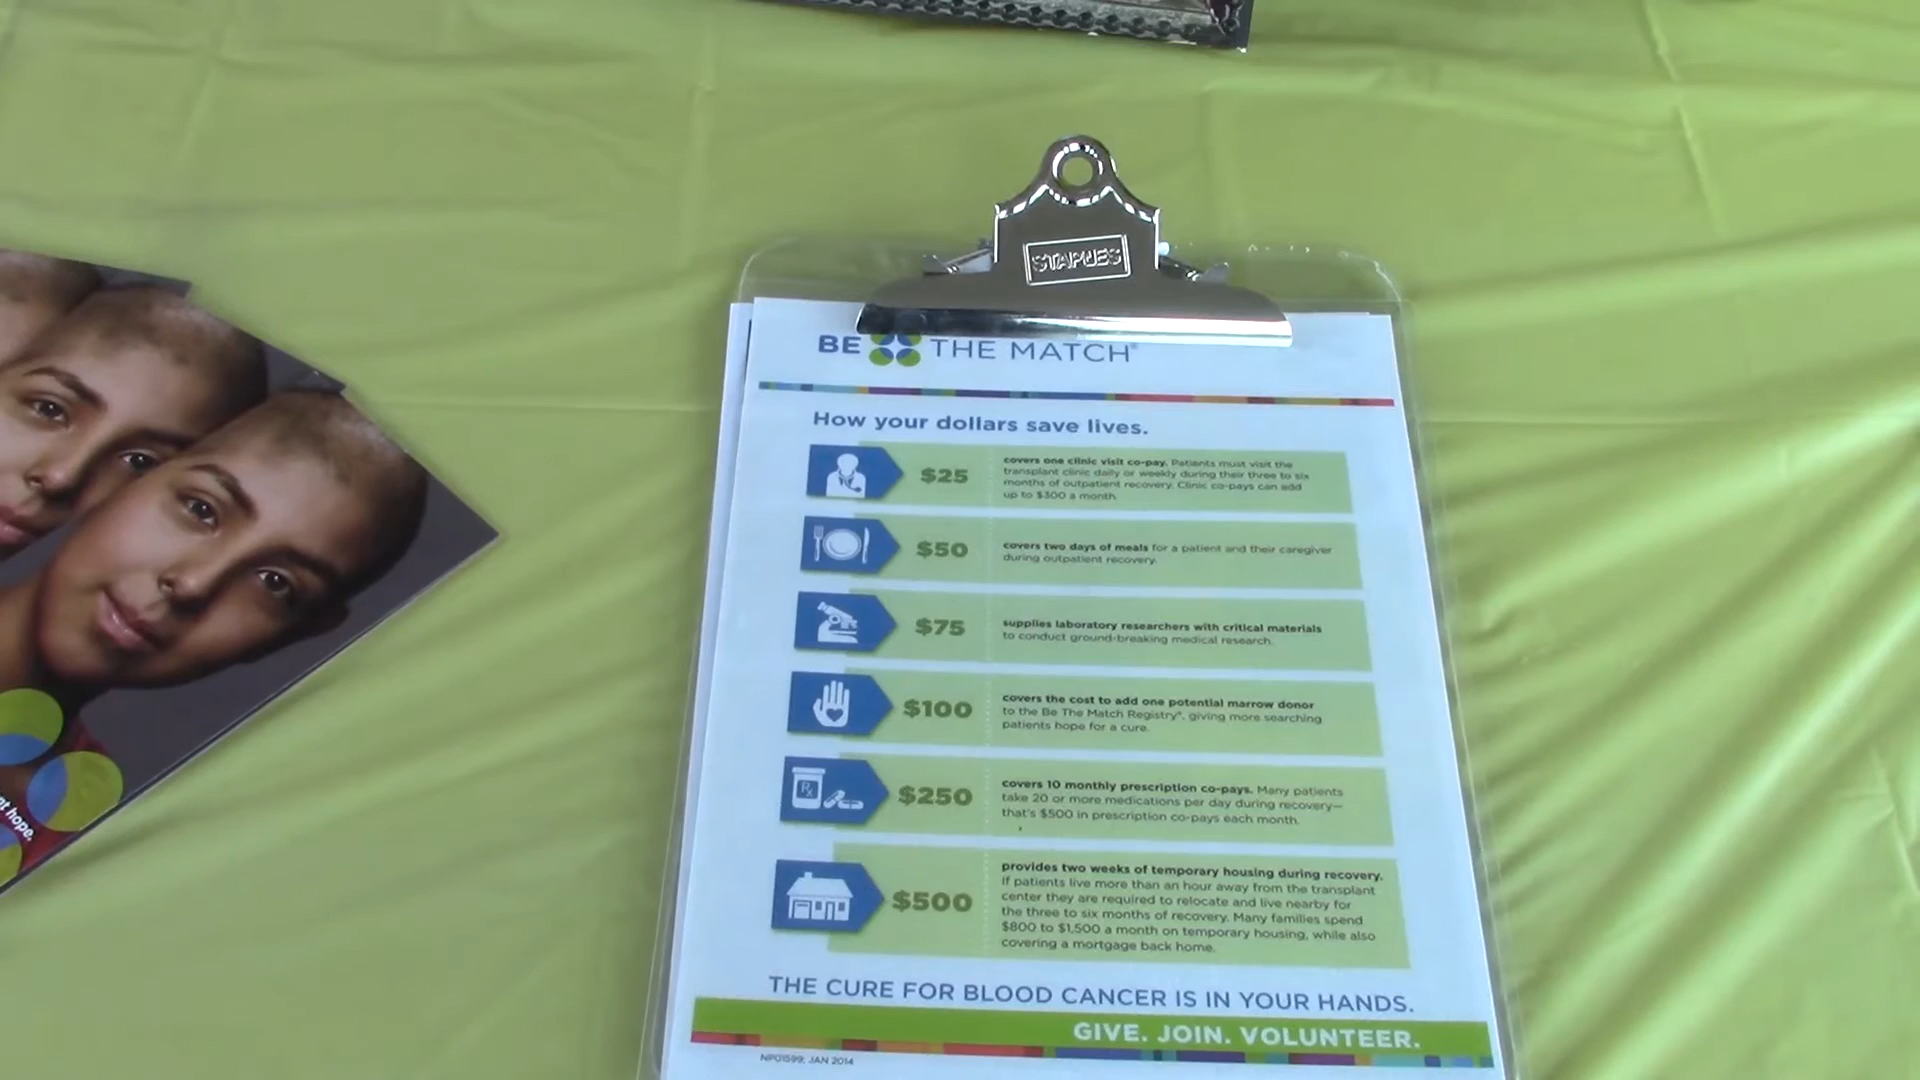 STAPLES
BE THE MATCH®
How your dollars save lives.
$25
covers one clinic visit co-pay. Patients must visit the
transplant clinic daily or weekly during their three to six
months of outpatient recovery. Clinic co-pays can add
up to $300 a month.
$50
covers two days of meals for a patient and their caregiver
during outpatient recovery.
$75
supplies laboratory researchers with critical materials
to conduct ground-breaking medical research.
$100
covers the cost to add one potential marrow donor
to the Be The Match Registry®, giving more searching
patients hope for a cure.
Rx
$250
covers 10 monthly prescription co-pays. Many patients
take 20 or more medications per day during recovery—
that's $500 in prescription co-pays each month.
$500
provides two weeks of temporary housing during recovery.
If patients live more than an hour away from the transplant
center they are required to relocate and live nearby for
the three to six months of recovery. Many families spend
$800 to $1,500 a month on temporary housing, while also
covering a mortgage back home.
THE CURE FOR BLOOD CANCER IS IN YOUR HANDS.
GIVE. JOIN. VOLUNTEER.
NP01599; JAN 2014
hope.